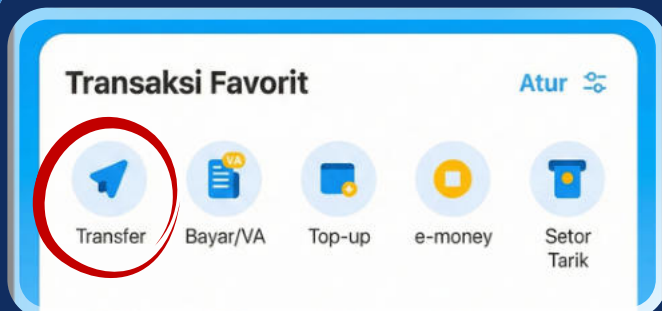 Transaksi Favorit
Atur
VA
Transfer
Bayar/VA
Top-up
e-money
Setor
Tarik